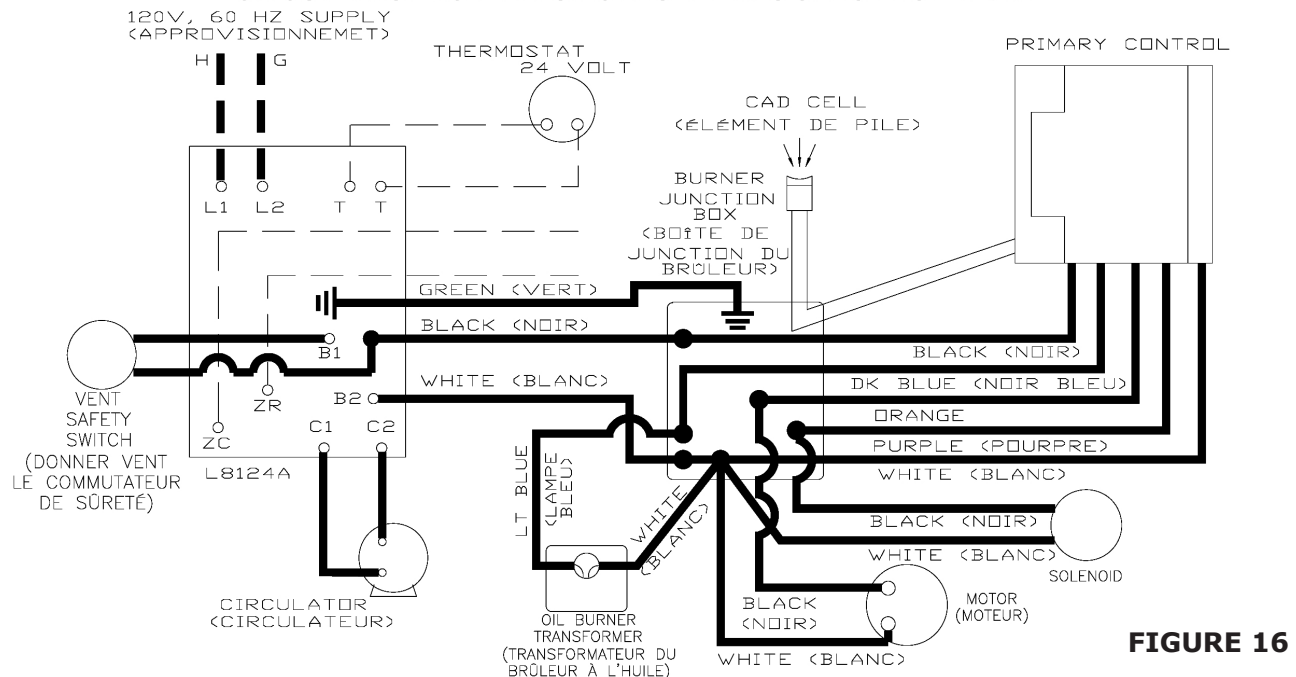 120V, 60 HZ SUPPLY
(APPROVISIONNEMET)
H
G
THERMOSTAT
24 VOLT
PRIMARY CONTROL
CAD CELL
(ÉLÉMENT DE PILE)
BURNER
JUNCTION
BOX
(BOÎTE DE
JUNCTION DU
BRÛLEUR)
L1
L2
T
T
GREEN (VERT)
BLACK (NOIR)
B1
BLACK (NOIR)
WHITE (BLANC)
DK BLUE (NOIR BLEU)
VENT
SAFETY
SWITCH
(DONNER VENT
LE COMMUTATEUR
DE SÛRETÉ)
ZR
B2
ORANGE
ZC
C1
C2
PURPLE (POURPRE)
WHITE (BLANC)
L8124A
LT BLUE
(LAMPE
BLEU)
WHITE
(BLANC)
BLACK (NOIR)
WHITE (BLANC)
SOLENOID
CIRCULATOR
(CIRCULATEUR)
OIL BURNER
TRANSFORMER
(TRANSFORMATEUR DU
BRÛLEUR À L'HUILE)
BLACK
(NOIR)
MOTOR
(MOTEUR)
WHITE (BLANC)
FIGURE 16